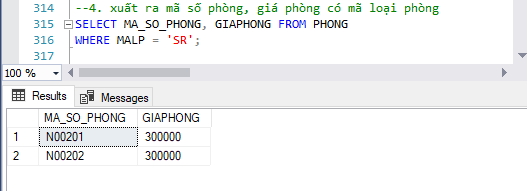 314 --4. xuất ra mã số phòng, giá phòng có mã loại phòng
315 SELECT MA_SO_PHONG, GIAPHONG FROM PHONG
316 WHERE MALP = 'SR';
317
100 %
Results Messages
MA_SO_PHONG GIAPHONG
1 N00201 300000
2 N00202 300000